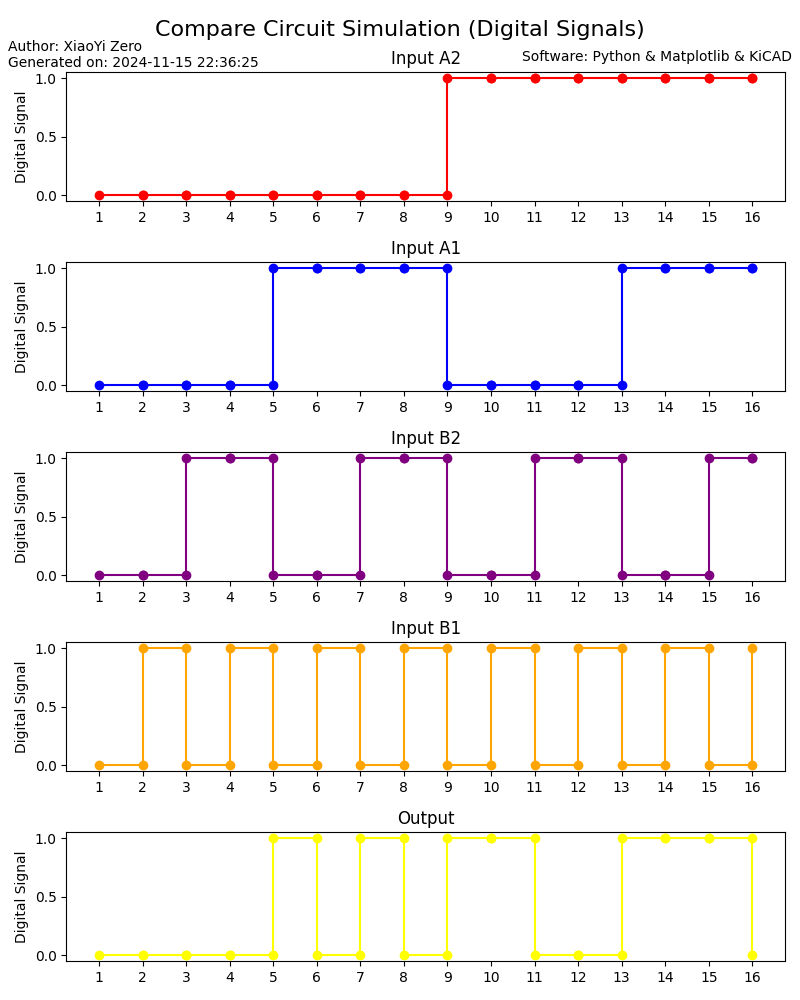 Compare Circuit Simulation (Digital Signals)
Author: XiaoYi Zero
Generated on: 2024-11-15 22:36:25
Software: Python & Matplotlib & KiCAD
Input A2
Digital Signal
1.0
0.5
0.0
1 2 3 4 5 6 7 8 9 10 11 12 13 14 15 16
Input A1
Digital Signal
1.0
0.5
0.0
1 2 3 4 5 6 7 8 9 10 11 12 13 14 15 16
Input B2
Digital Signal
1.0
0.5
0.0
1 2 3 4 5 6 7 8 9 10 11 12 13 14 15 16
Input B1
Digital Signal
1.0
0.5
0.0
1 2 3 4 5 6 7 8 9 10 11 12 13 14 15 16
Output
Digital Signal
1.0
0.5
0.0
1 2 3 4 5 6 7 8 9 10 11 12 13 14 15 16